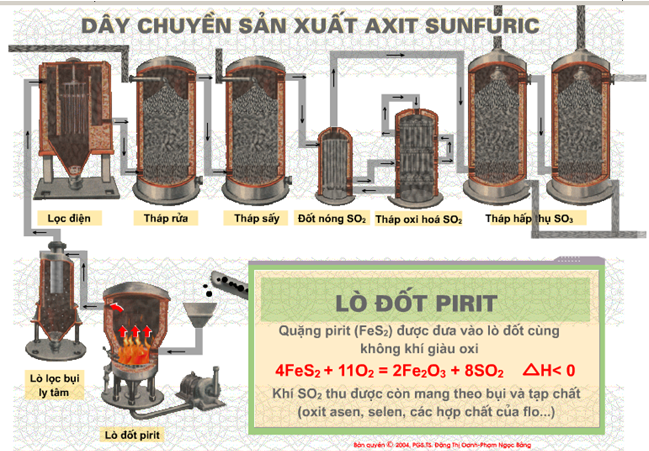 DÂY CHUYỀN SẢN XUẤT AXIT SUNFURIC
Lọc điện
Tháp rửa
Tháp sấy
Đốt nóng SO₂
Tháp oxi hoá SO₂
Tháp hấp thụ SO₃
Lò lọc bụi
ly tâm
Lò đốt pirit
LÒ ĐỐT PIRIT
Quặng pirit (FeS₂) được đưa vào lò đốt cùng
không khí giàu oxi
4FeS₂ + 11O₂ = 2Fe₂O₃ + 8SO₂ △H< 0
Khí SO₂ thu được còn mang theo bụi và tạp chất
(oxit asen, selen, các hợp chất của flo...)
Bản quyền © 2004, PGS.TS. Đặng Thị Oanh-Phạm Ngọc Bằng